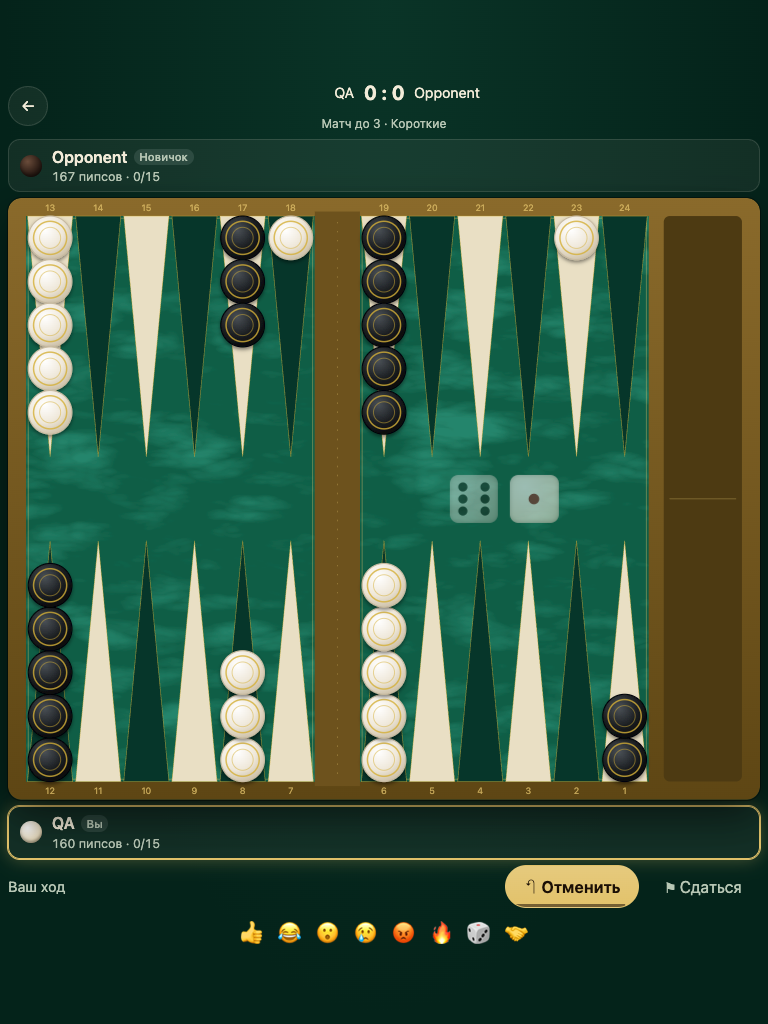 QA 0 : 0 Opponent
Матч до 3 · Короткие
Opponent Новичок
167 пипсов · 0/15
13 14 15 16 17 18 19 20 21 22 23 24
12 11 10 9 8 7 6 5 4 3 2 1
QA Вы
160 пипсов · 0/15
Ваш ход
Отменить
Сдаться